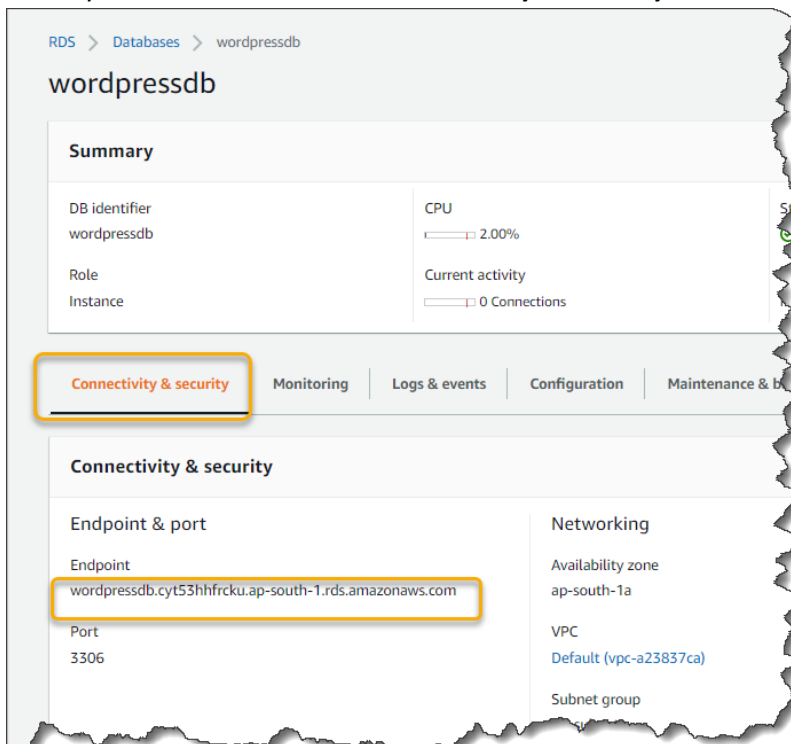 RDS > Databases > wordpressdb
wordpressdb
Summary
DB identifier
wordpressdb
CPU
2.00%
Role
Instance
Current activity
0 Connections
Connectivity & security
Monitoring
Logs & events
Configuration
Maintenance &
Connectivity & security
Endpoint & port
Endpoint
wordpressdb.cyt53hhfrcku.ap-south-1.rds.amazonaws.com
Port
3306
Networking
Availability zone
ap-south-1a
VPC
Default (vpc-a23837ca)
Subnet group